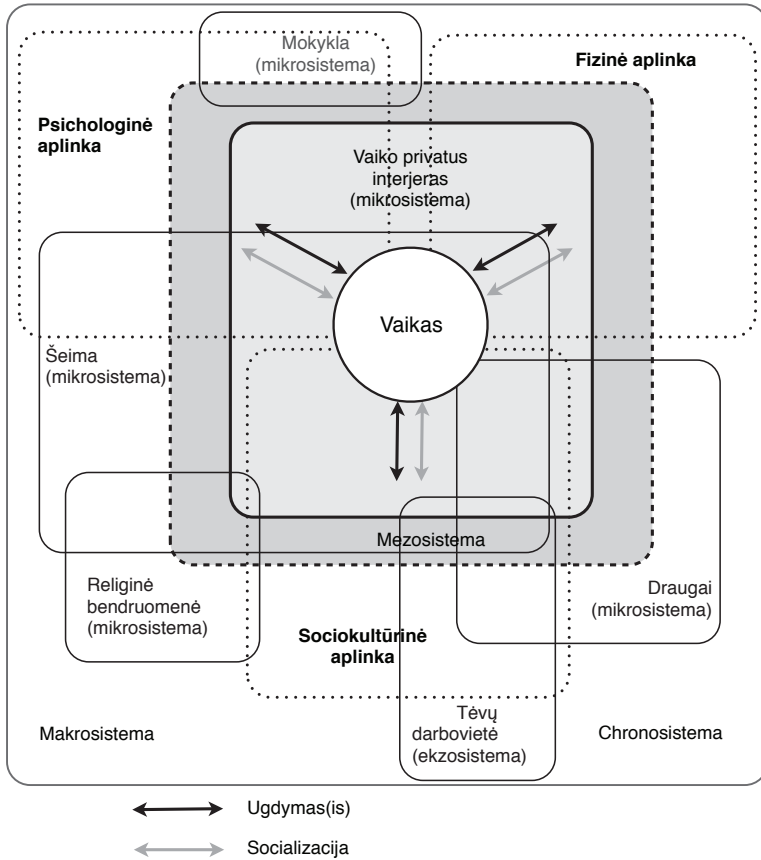 Mokykla
(mikrosistema)
Fizinė aplinka
Psichologinė
aplinka
Vaiko privatus
interjeras
(mikrosistema)
Vaikas
Šeima
(mikrosistema)
Mezosistema
Religinė
bendruomenė
(mikrosistema)
Draugai
(mikrosistema)
Sociokultūrinė
aplinka
Tėvų
darbovietė
(ekzosistema)
Makrosistema
Chronosistema
Ugdymas(is)
Socializacija